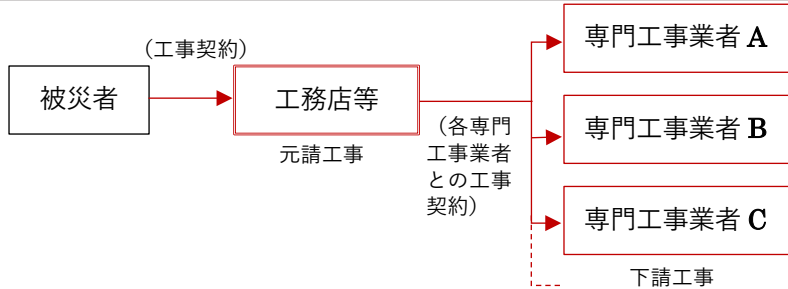 (工事契約)
被災者
工務店等
元請工事
(各専門
工事業者
との工事
契約)
専門工事業者 A
専門工事業者 B
専門工事業者 C
下請工事